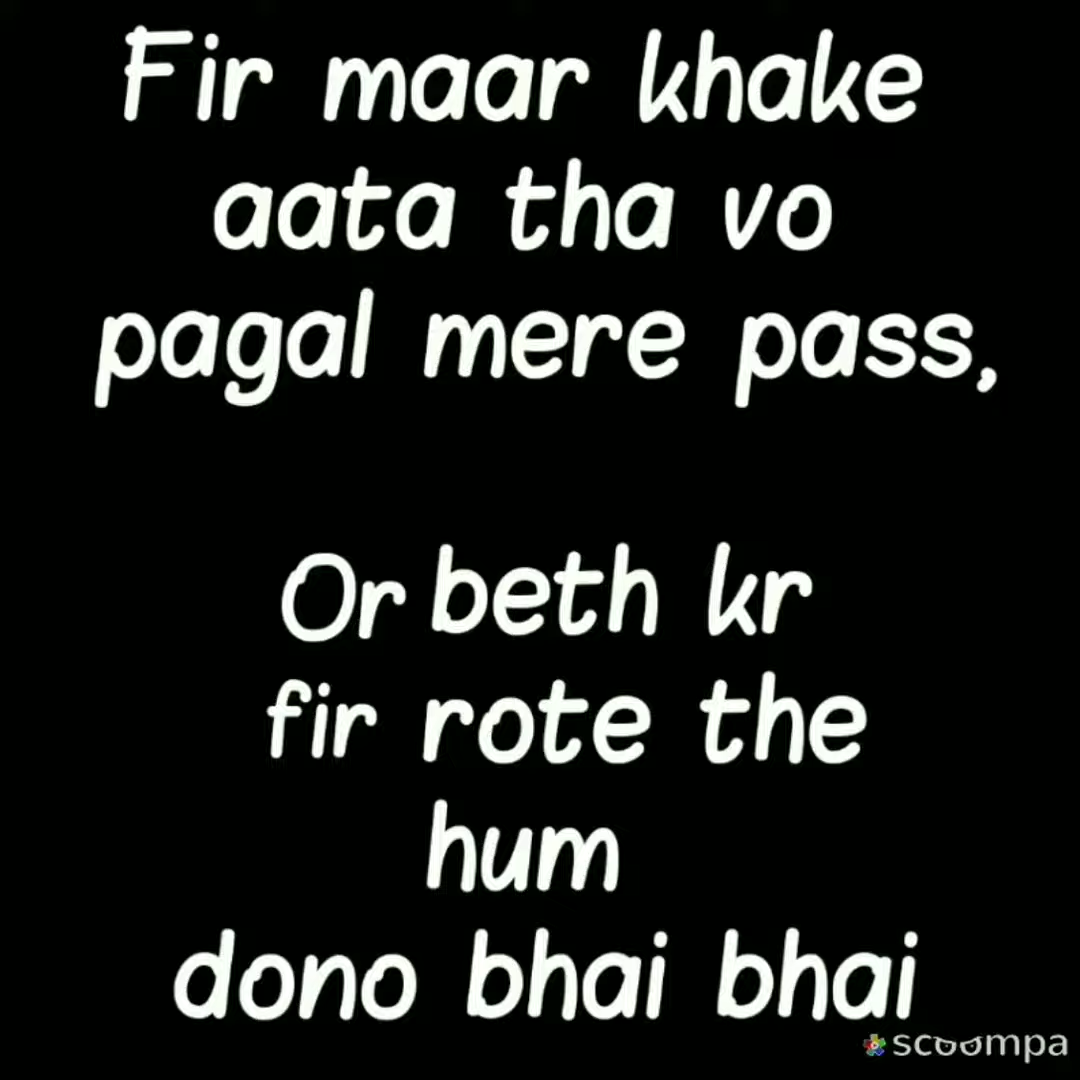 Fir maar khake
aata tha vo
pagal mere pass,
Or beth kr
fir rote the
hum
dono bhai bhai
scoompa